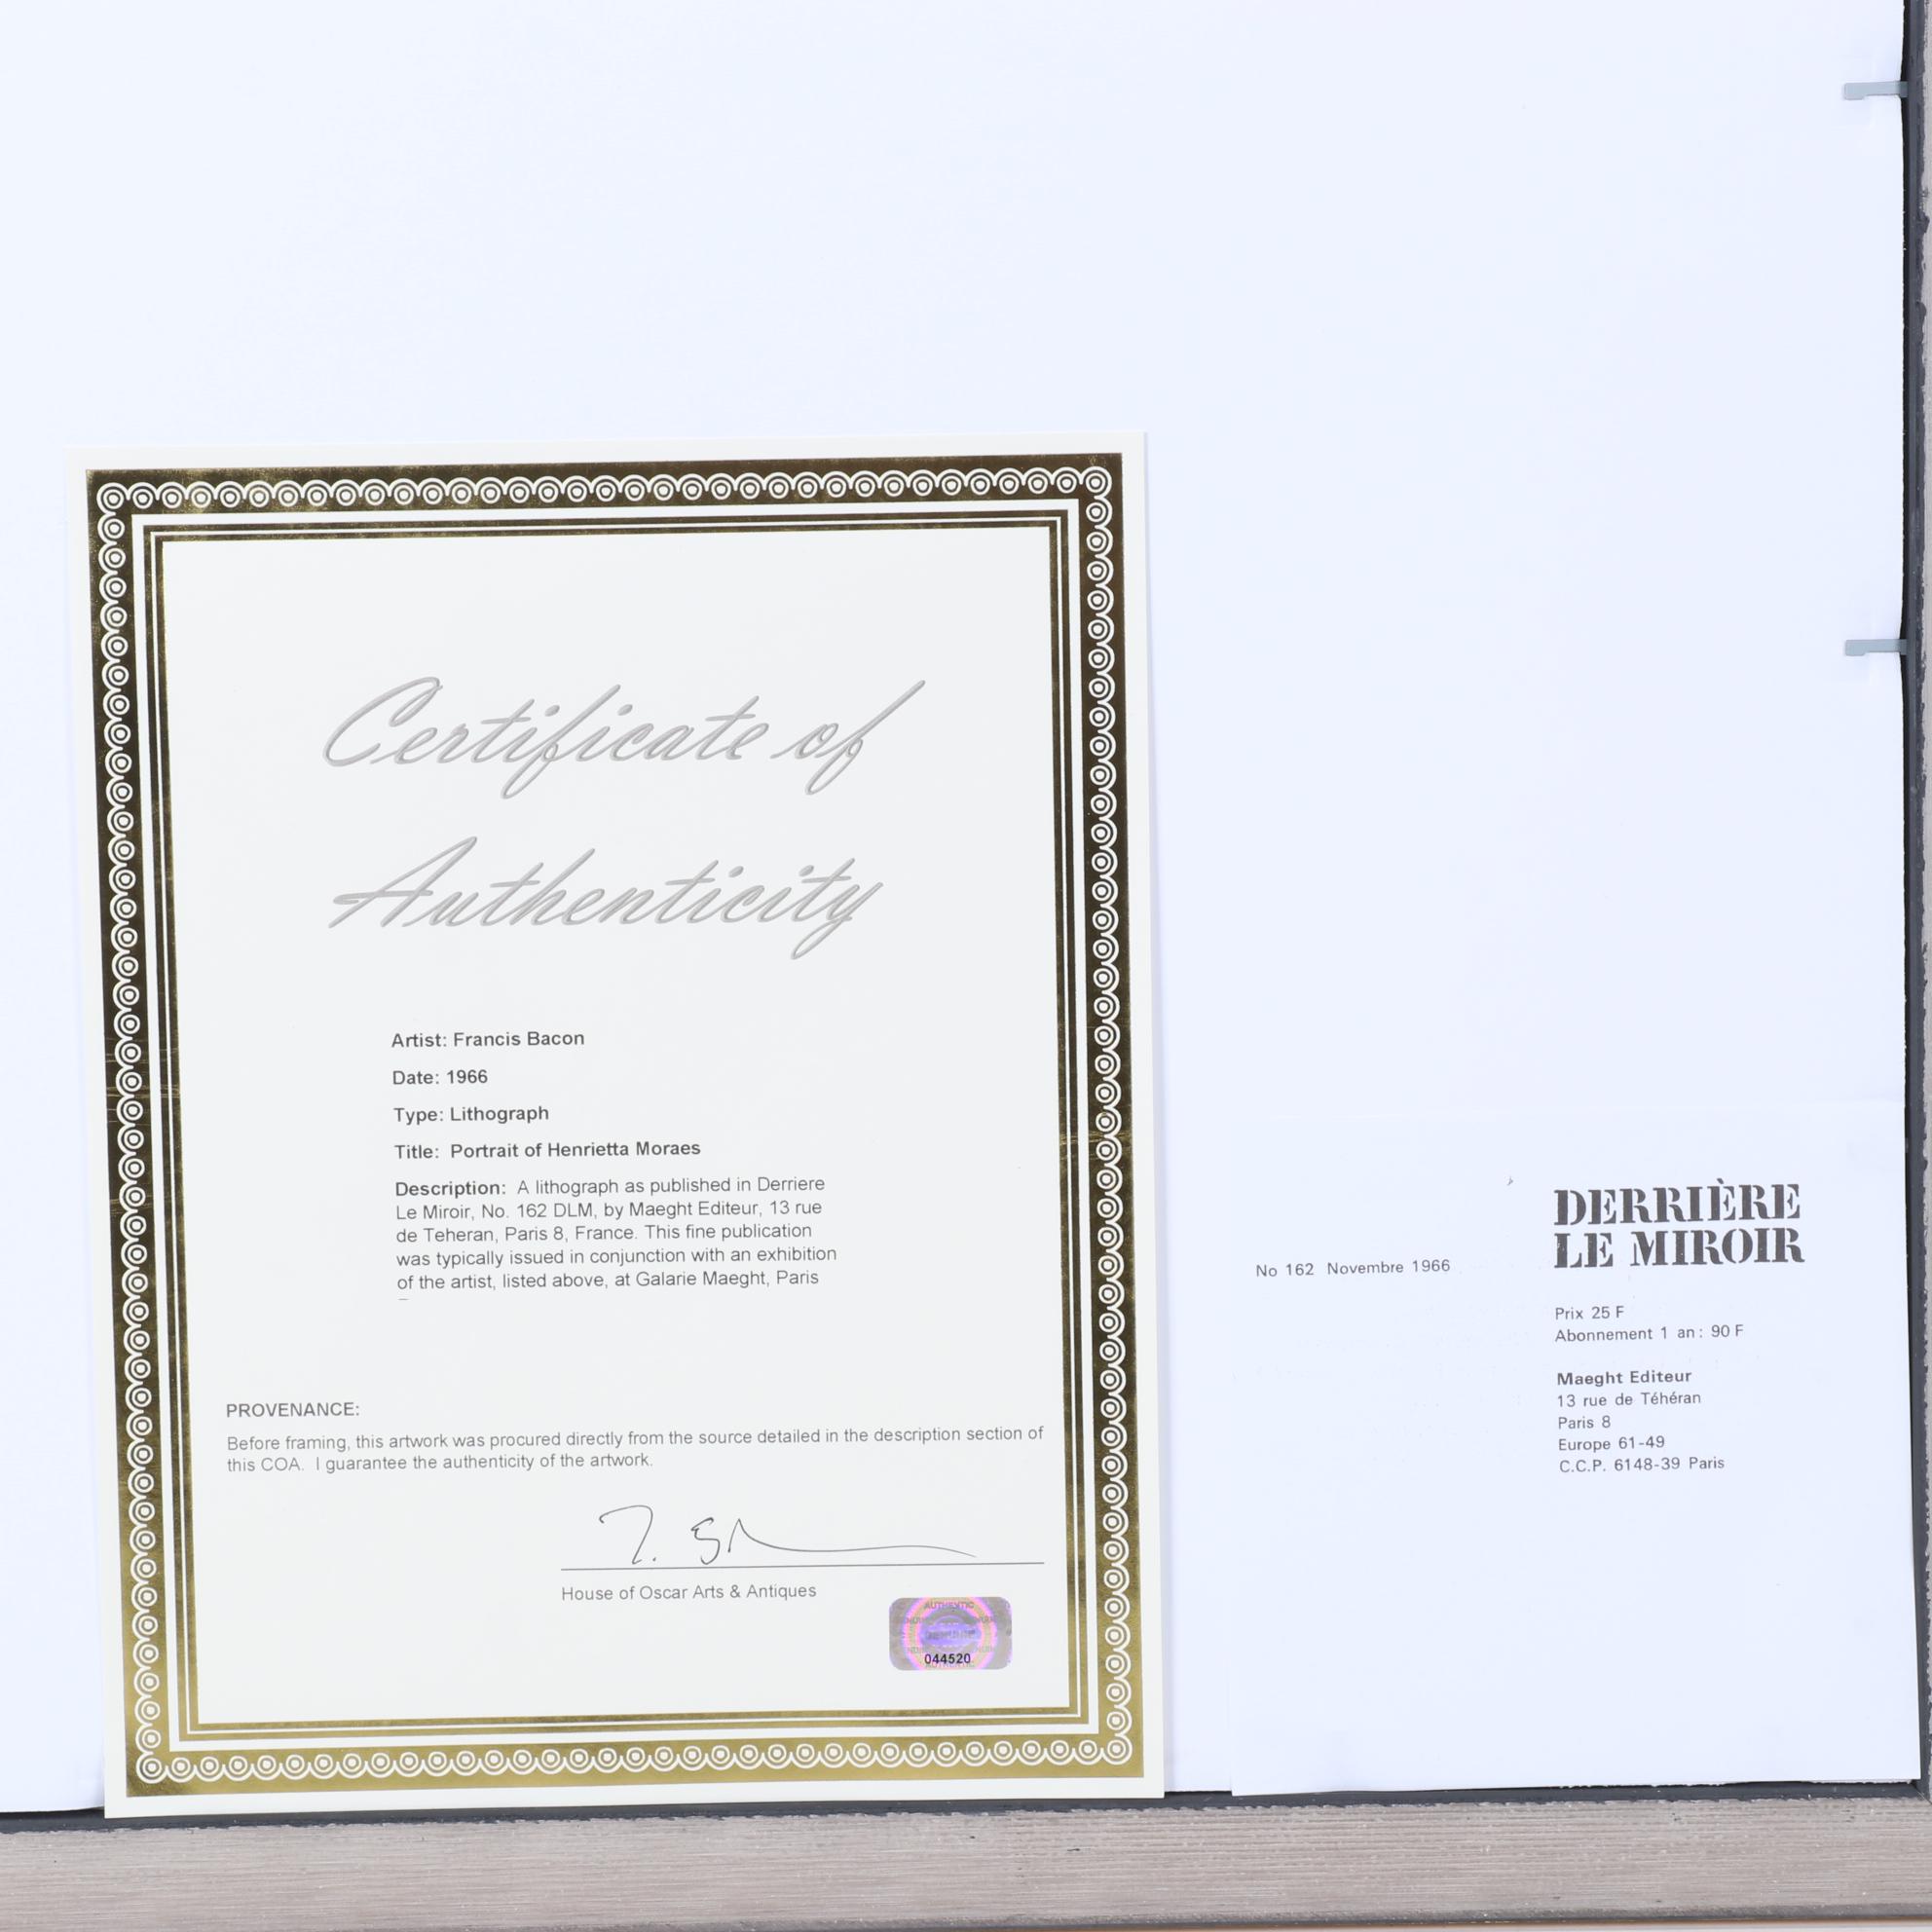 Certificate of
Authenticity
Artist: Francis Bacon
Date: 1966
Type: Lithograph
Title: Portrait of Henrietta Moraes
Description: A lithograph as published in Derriere
Le Miroir, No. 162 DLM, by Maeght Editeur, 13 rue
de Teheran, Paris 8, France. This fine publication
was typically issued in conjunction with an exhibition
of the artist, listed above, at Galarie Maeght, Paris
PROVENANCE:
Before framing, this artwork was procured directly from the source detailed in the description section of
this COA. I guarantee the authenticity of the artwork.
House of Oscar Arts & Antiques
AUTHENTIC
GENUINE
044520
AUTHENTIC
DERRIÈRE
LE MIROIR
No 162 Novembre 1966
Prix 25 F
Abonnement 1 an: 90 F
Maeght Editeur
13 rue de Téhéran
Paris 8
Europe 61-49
C.C.P. 6148-39 Paris